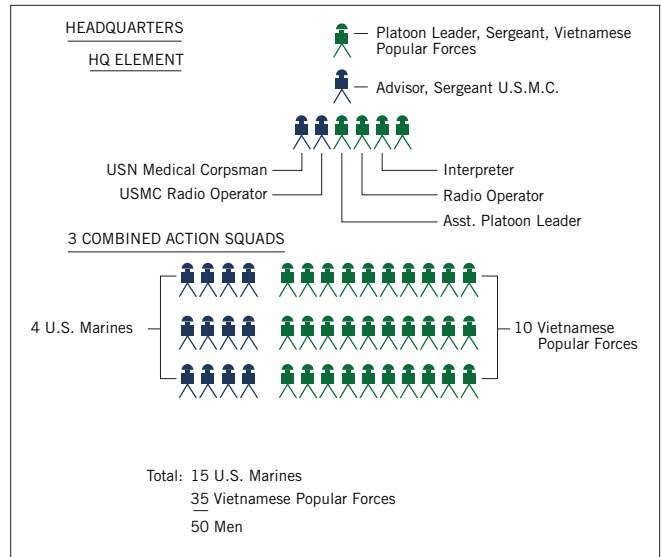 HEADQUARTERS
Platoon Leader, Sergeant, Vietnamese
Popular Forces
HQ ELEMENT
Advisor, Sergeant U.S.M.C.
USN Medical Corpsman
Interpreter
USMC Radio Operator
Radio Operator
Asst. Platoon Leader
3 COMBINED ACTION SQUADS
4 U.S. Marines
10 Vietnamese
Popular Forces
Total: 15 U.S. Marines
35 Vietnamese Popular Forces
50 Men